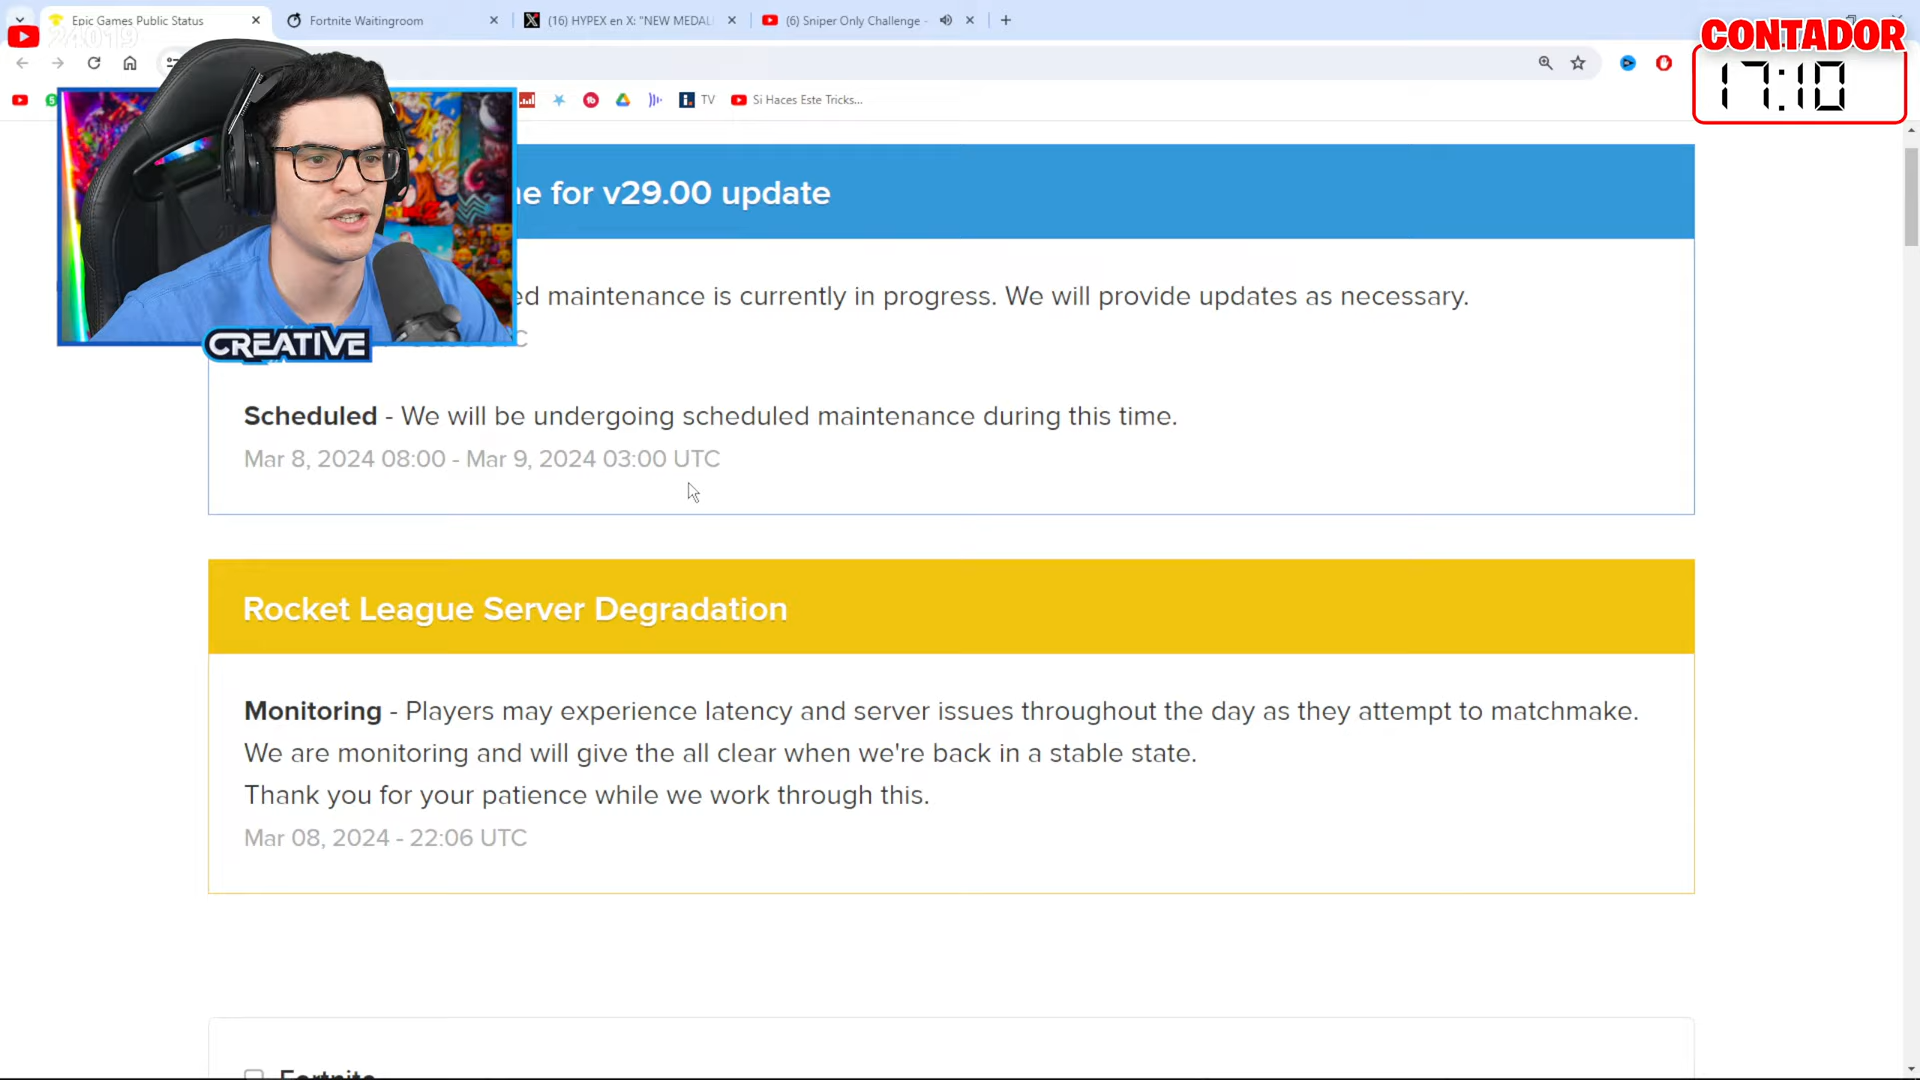 Epic Games Public Status
Fortnite Waitingroom
(16) HYPEX en X: "NEW MEDAL
(6) Sniper Only Challenge -
24019
CONTADOR
17:10
TV
Si Haces Este Tricks...
e for v29.00 update
ed maintenance is currently in progress. We will provide updates as necessary.
CREATIVE
Scheduled - We will be undergoing scheduled maintenance during this time.
Mar 8, 2024 08:00 - Mar 9, 2024 03:00 UTC
Rocket League Server Degradation
Monitoring - Players may experience latency and server issues throughout the day as they attempt to matchmake.
We are monitoring and will give the all clear when we're back in a stable state.
Thank you for your patience while we work through this.
Mar 08, 2024 - 22:06 UTC
Fortnite